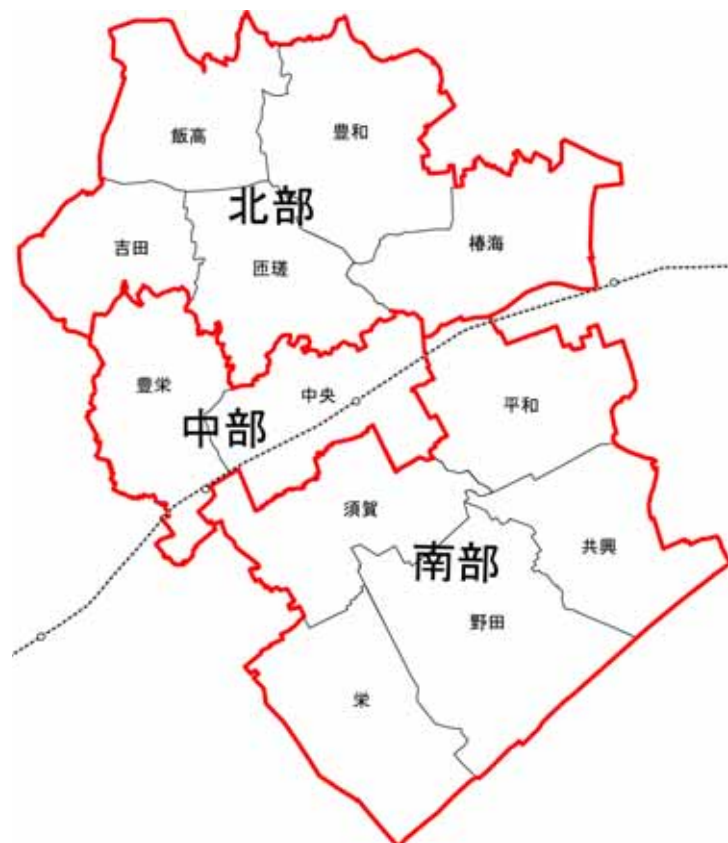 豊和
飯高
北部
椿海
吉田
匝瑳
豊栄
中央
平和
中部
須賀
共興
南部
野田
栄